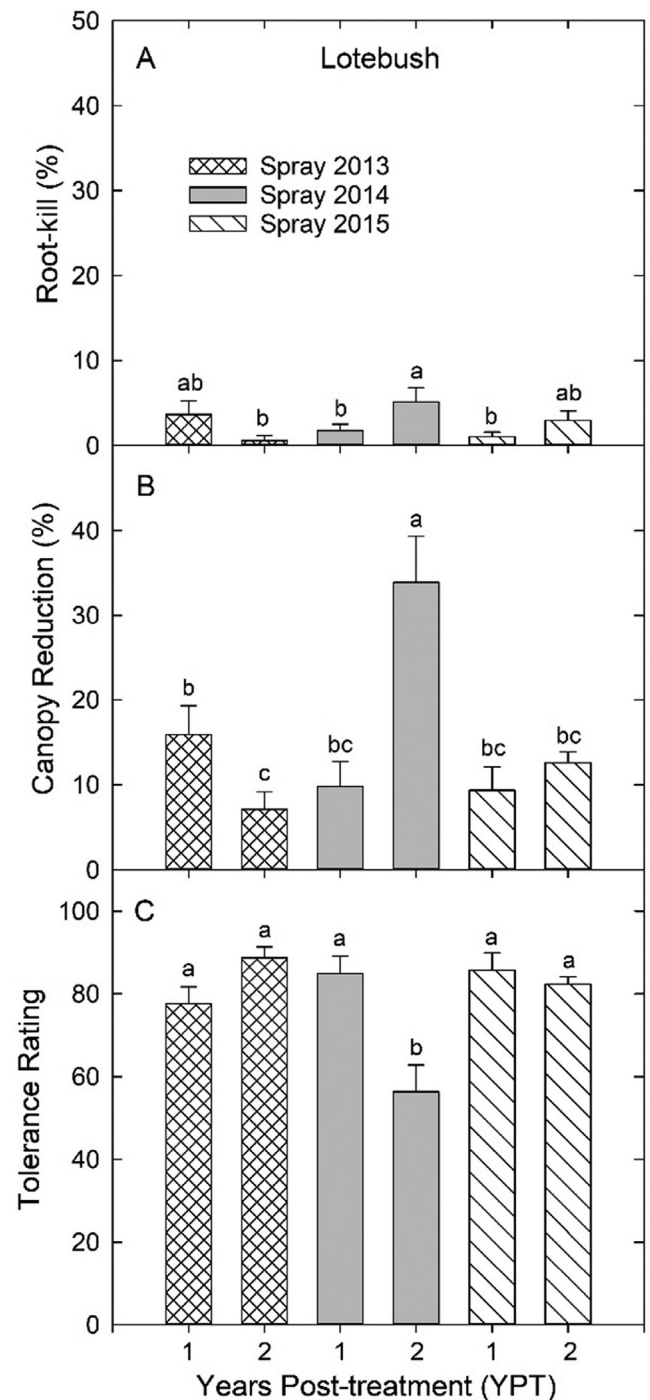 A
Lotebush
50
40
30
20
10
0
Root-kill (%)
Spray 2013
Spray 2014
Spray 2015
ab
b
b
a
b
ab
B
40
30
20
10
0
Canopy Reduction (%)
b
c
bc
a
bc
bc
C
100
80
60
40
20
0
Tolerance Rating
a
a
a
b
a
a
1 2 1 2 1 2
Years Post-treatment (YPT)